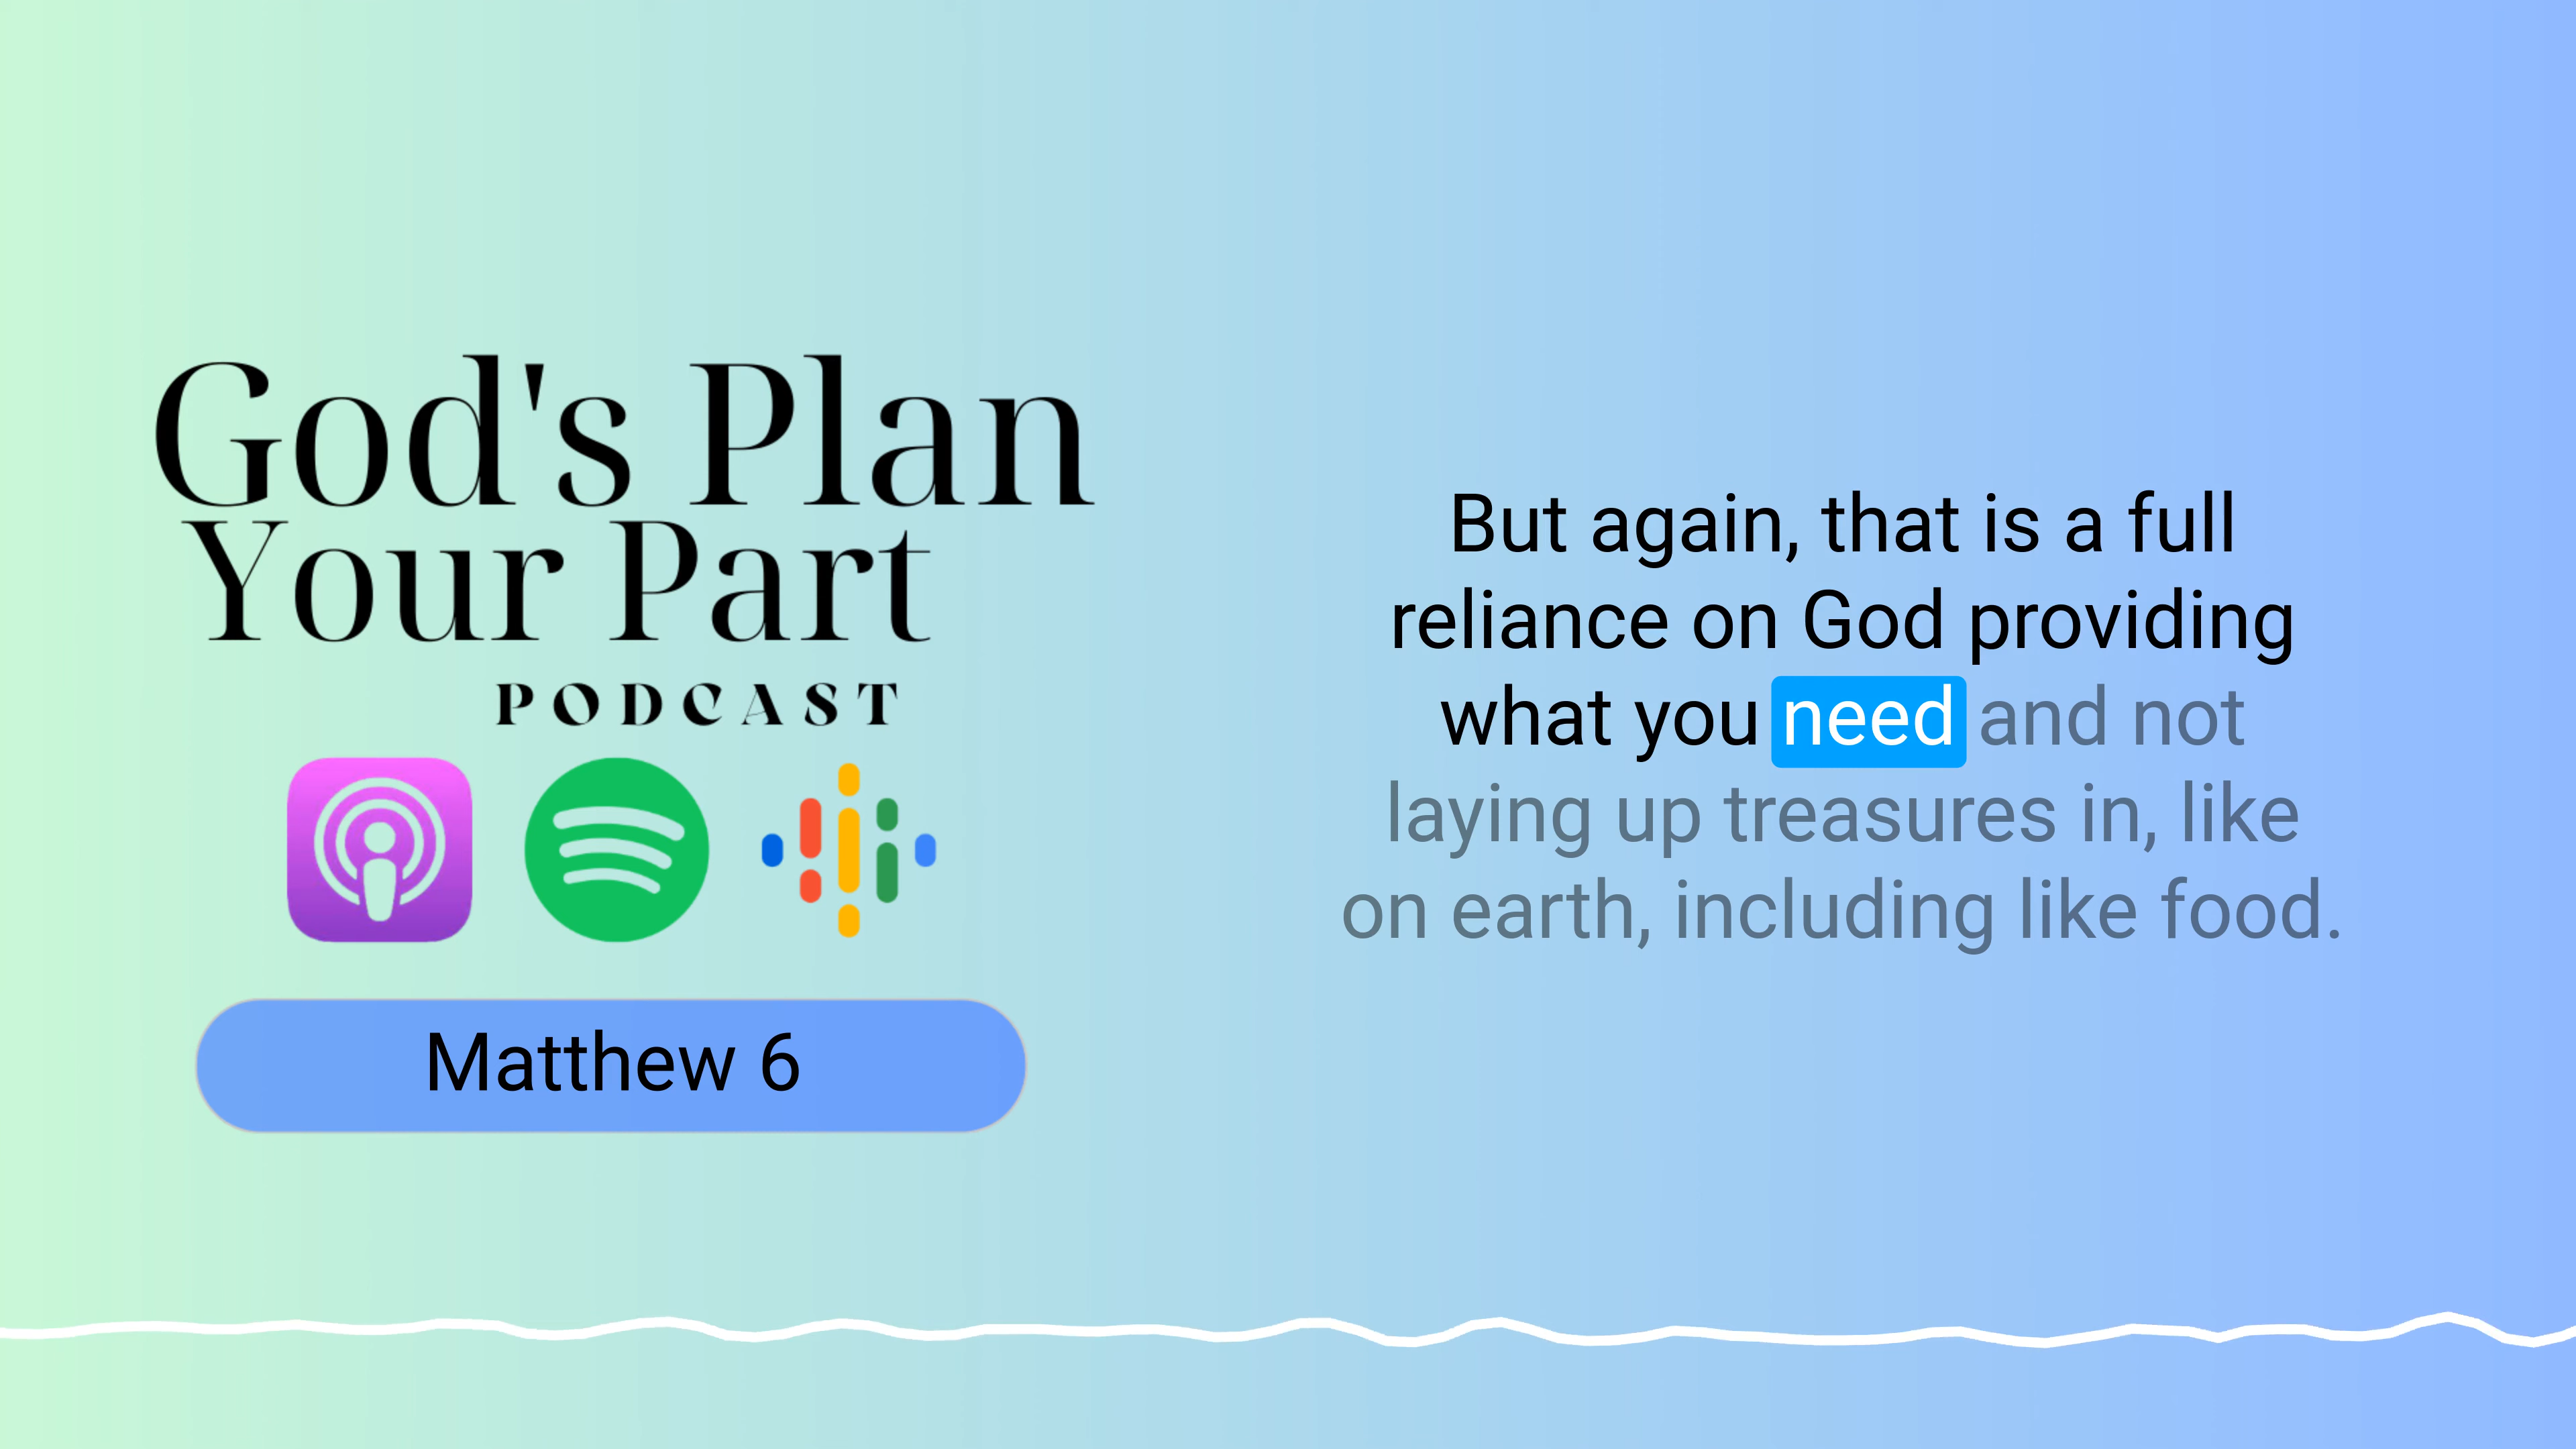 God's Plan
Your Part
PODCAST
Matthew 6
But again, that is a full
reliance on God providing
what you need and not
laying up treasures in, like
on earth, including like food.